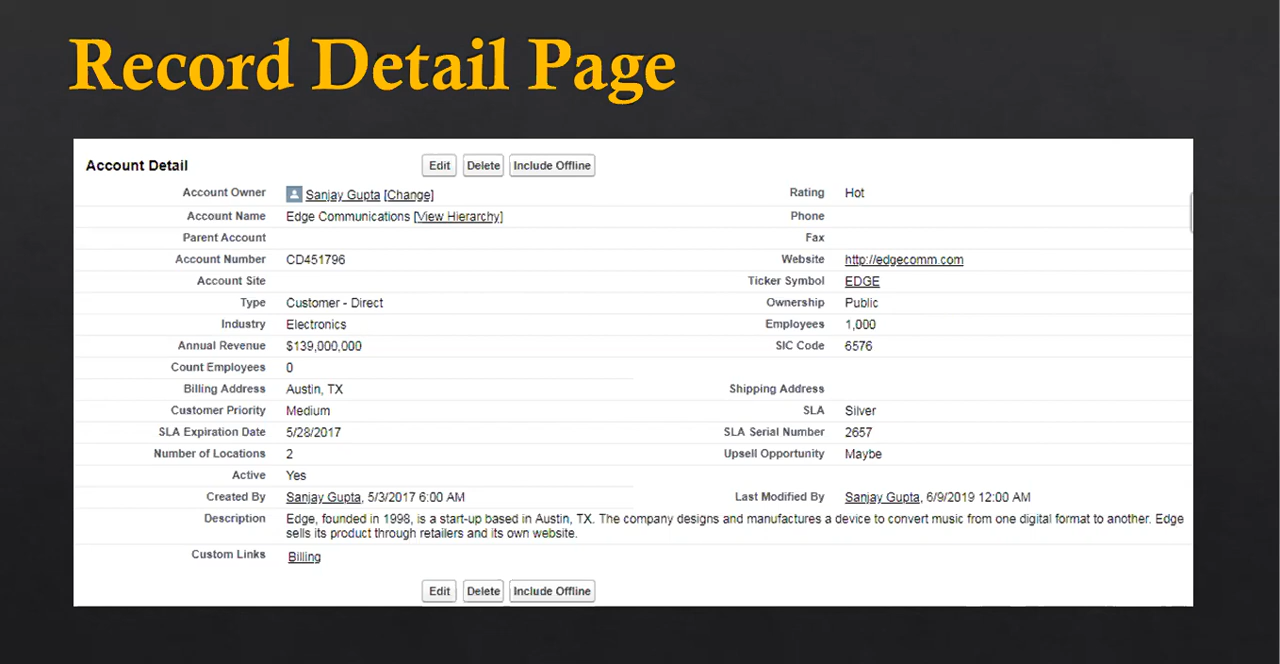 Record Detail Page
Account Detail Edit Delete Include Offline
Account Owner Sanjay Gupta [Change] Rating Hot
Account Name Edge Communications [View Hierarchy] Phone
Parent Account Fax
Account Number CD451796 Website http://edgecomm.com
Account Site Ticker Symbol EDGE
Type Customer - Direct Ownership Public
Industry Electronics Employees 1,000
Annual Revenue $139,000,000 SIC Code 6576
Count Employees 0
Billing Address Austin, TX Shipping Address
Customer Priority Medium SLA Silver
SLA Expiration Date 5/28/2017 SLA Serial Number 2657
Number of Locations 2 Upsell Opportunity Maybe
Active Yes
Created By Sanjay Gupta, 5/3/2017 6:00 AM Last Modified By Sanjay Gupta, 6/9/2019 12:00 AM
Description Edge, founded in 1998, is a start-up based in Austin, TX. The company designs and manufactures a device to convert music from one digital format to another. Edge
sells its product through retailers and its own website.
Custom Links Billing
Edit Delete Include Offline